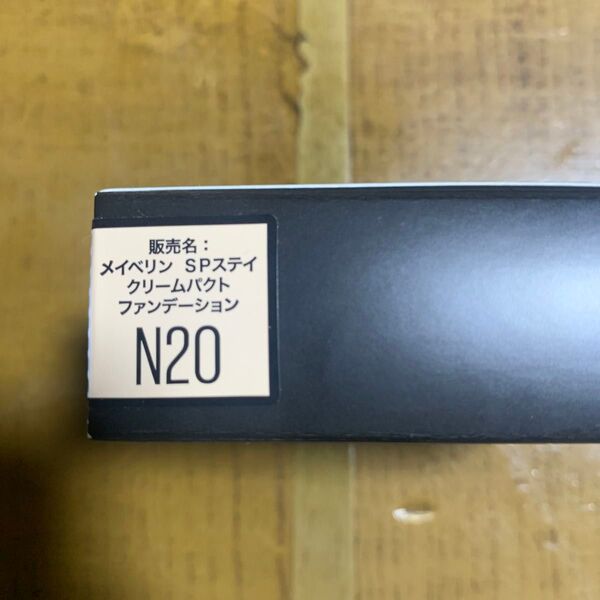 販売名：
メイベリン SPステイ
クリームパクト
ファンデーション
N20